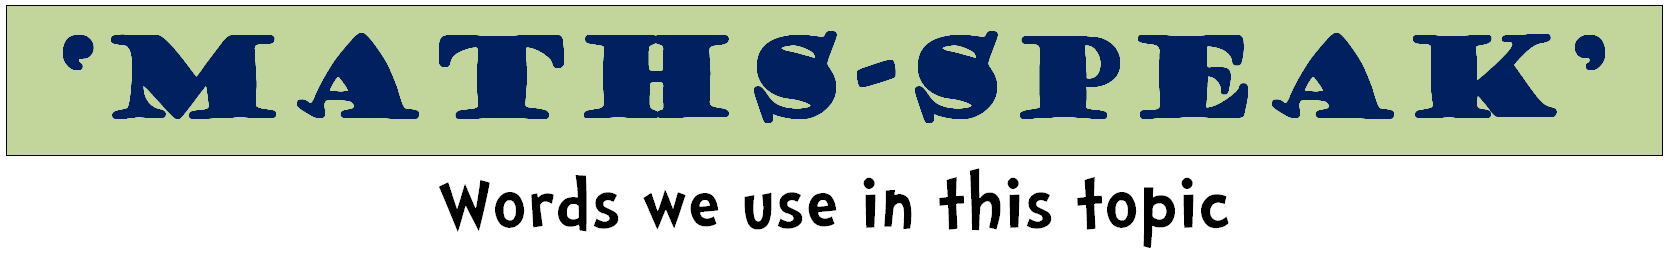 ‘MATHS-SPEAK’
Words we use in this topic